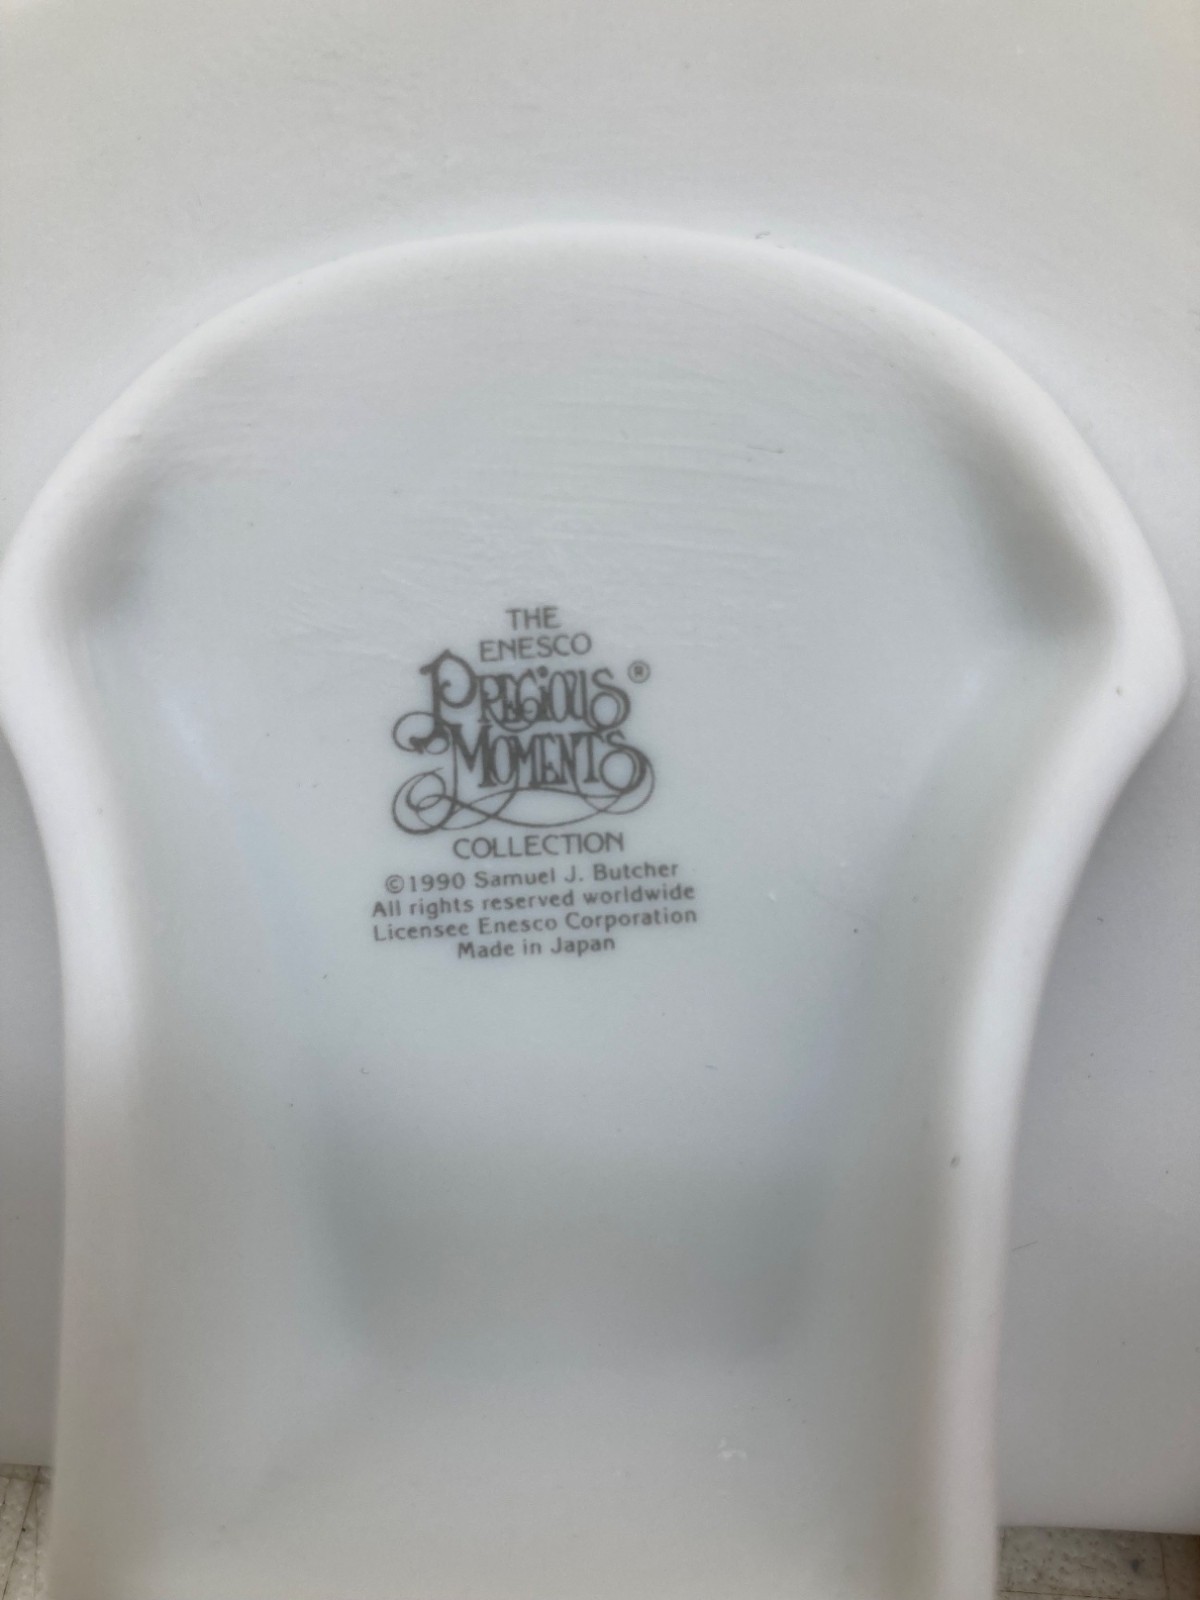 THE
ENESCO
PRECIOUS®
MOMENTS
COLLECTION
©1990 Samuel J. Butcher
All rights reserved worldwide
Licensee Enesco Corporation
Made in Japan